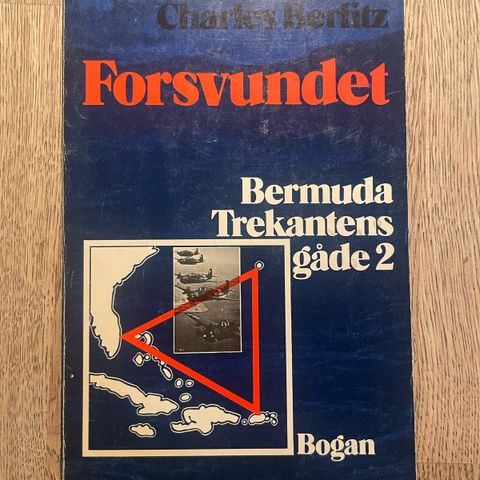 Charles Berlitz
Forsvundet
Bermuda
Trekantens
gåde 2
Bogan